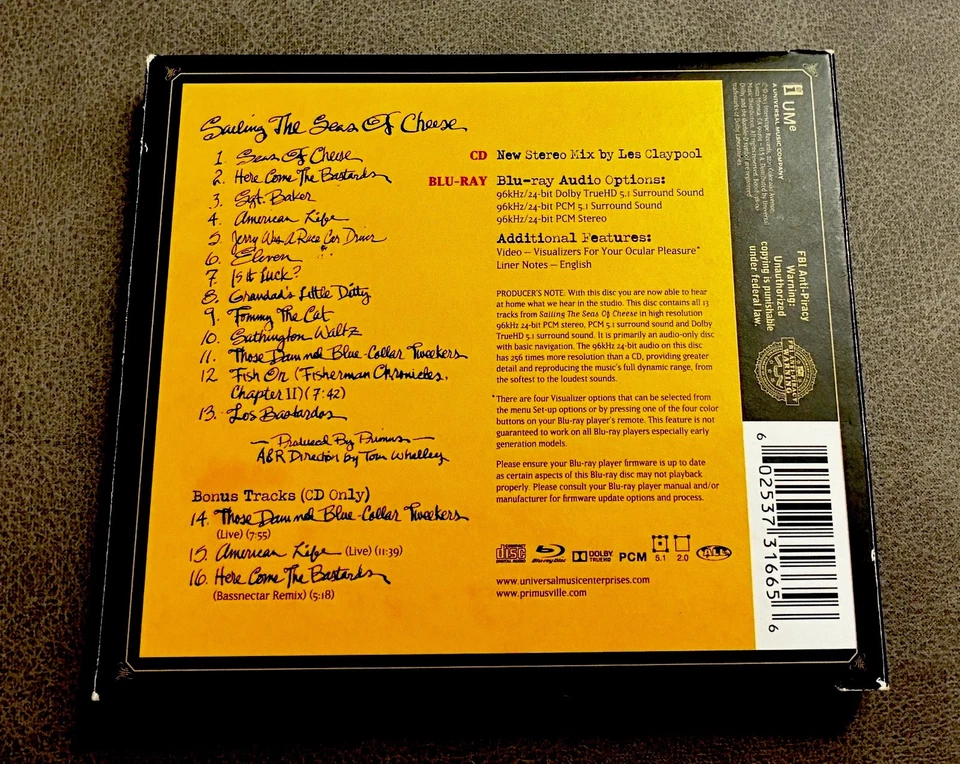 Sailing The Seas Of Cheese
1. Seas Of Cheese
2. Here Come The Bastards
3. Sgt. Baker
4. American Life
5. Jerry Was A Race Car Driver
6. Eleven
7. Is It Luck?
8. Grandad's Little Ditty
9. Tommy The Cat
10. Sathington Waltz
11. Those Damned Blue-Collar Tweekers
12 Fish On (Fisherman Chronicles,
Chapter II) (7:42)
13. Los Bastardos
— Produced By Primus —
A&R Direction by Tom Whalley
Bonus Tracks (CD Only)
14. Those Damned Blue-Collar Tweekers
(Live) (7:55)
15. American Life (Live) (11:39)
16. Here Come The Bastards
(Bassnectar Remix) (5:18)
CD New Stereo Mix by Les Claypool
BLU-RAY Blu-ray Audio Options:
96kHz/24-bit Dolby TrueHD 5.1 Surround Sound
96kHz/24-bit PCM 5.1 Surround Sound
96kHz/24-bit PCM Stereo
Additional Features:
Video – Visualizers For Your Ocular Pleasure*
Liner Notes – English
PRODUCER'S NOTE: With this disc you are now able to hear
at home what we hear in the studio. This disc contains all 13
tracks from Sailing The Seas Of Cheese in high resolution
96kHz 24-bit PCM stereo, PCM 5.1 surround sound and Dolby
TrueHD 5.1 surround sound. It is primarily an audio-only disc
with basic navigation. The 96kHz 24-bit audio on this disc
has 256 times more resolution than a CD, providing greater
detail and reproducing the music's full dynamic range, from
the softest to the loudest sounds.
*There are four Visualizer options that can be selected from
the menu Set-up options or by pressing one of the four color
buttons on your Blu-ray player's remote. This feature is not
guaranteed to work on all Blu-ray players especially early
generation models.
Please ensure your Blu-ray player firmware is up to date
as certain aspects of this Blu-ray disc may not playback
properly. Please consult your Blu-ray player manual and/or
manufacturer for firmware update options and process.
COMPACT disc DIGITAL AUDIO Blu-ray Disc DOLBY TRUEHD PCM 5.1 2.0 ALL
www.universalmusicenterprises.com
www.primusville.com
UMe
A UNIVERSAL MUSIC COMPANY
FBI Anti-Piracy
Warning:
Unauthorized
copying is punishable
under federal law.
6 02537 31665 6